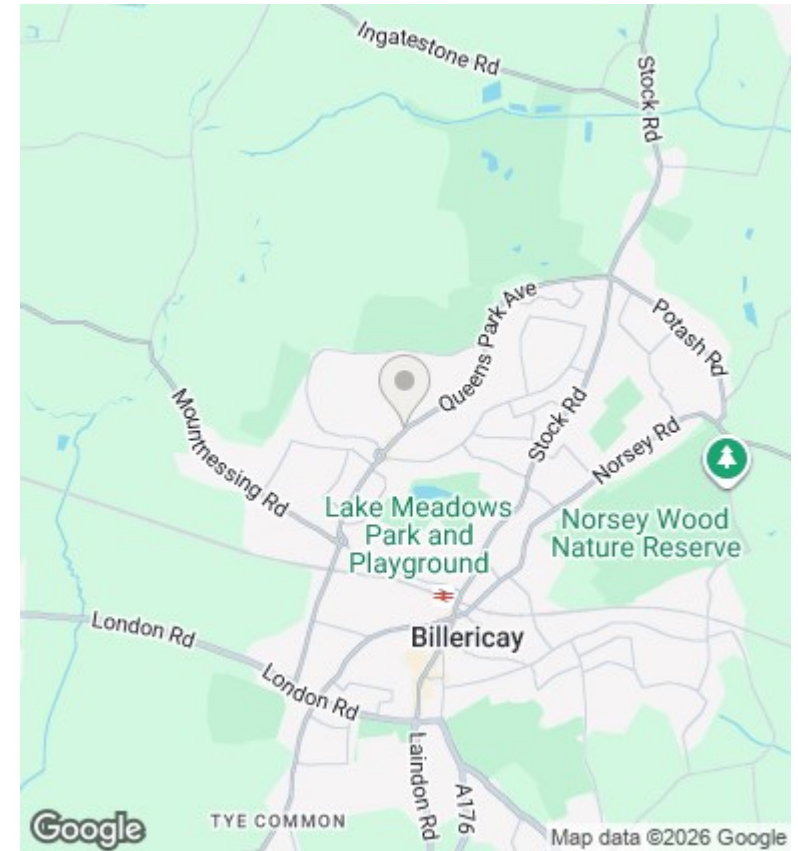 Ingatestone Rd
Stock Rd
Queens Park Ave
Potash Rd
Mountnessing Rd
Stock Rd
Norsey Rd
Lake Meadows
Park and
Playground
Norsey Wood
Nature Reserve
London Rd
Billericay
London Rd
Laindon Rd
A176
TYE COMMON
Google
Map data ©2026 Google